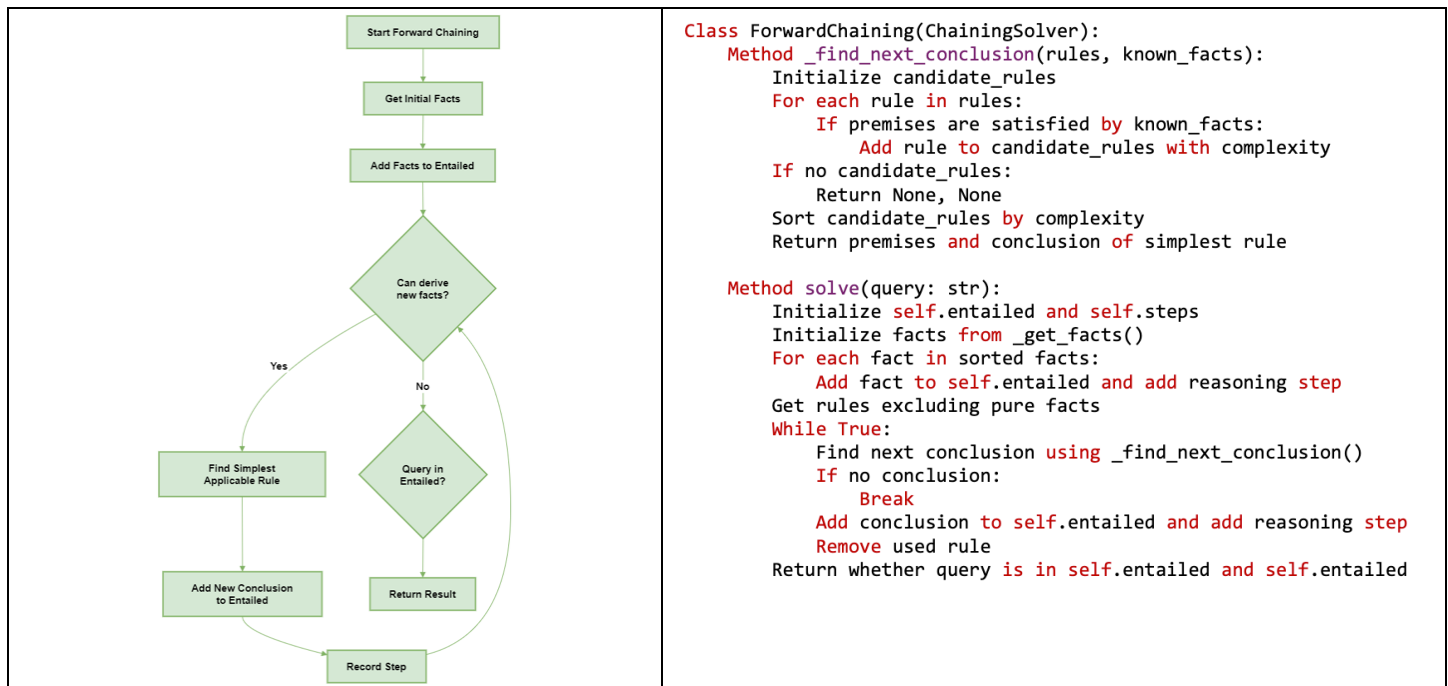 Start Forward Chaining
Get Initial Facts
Add Facts to Entailed
Can derive
new facts?
Yes
No
Find Simplest
Applicable Rule
Query in
Entailed?
Add New Conclusion
to Entailed
Return Result
Record Step
Class ForwardChaining(ChainingSolver):
    Method _find_next_conclusion(rules, known_facts):
        Initialize candidate_rules
        For each rule in rules:
            If premises are satisfied by known_facts:
                Add rule to candidate_rules with complexity
        If no candidate_rules:
            Return None, None
        Sort candidate_rules by complexity
        Return premises and conclusion of simplest rule
    Method solve(query: str):
        Initialize self.entailed and self.steps
        Initialize facts from _get_facts()
        For each fact in sorted facts:
            Add fact to self.entailed and add reasoning step
        Get rules excluding pure facts
        While True:
            Find next conclusion using _find_next_conclusion()
            If no conclusion:
                Break
            Add conclusion to self.entailed and add reasoning step
            Remove used rule
        Return whether query is in self.entailed and self.entailed